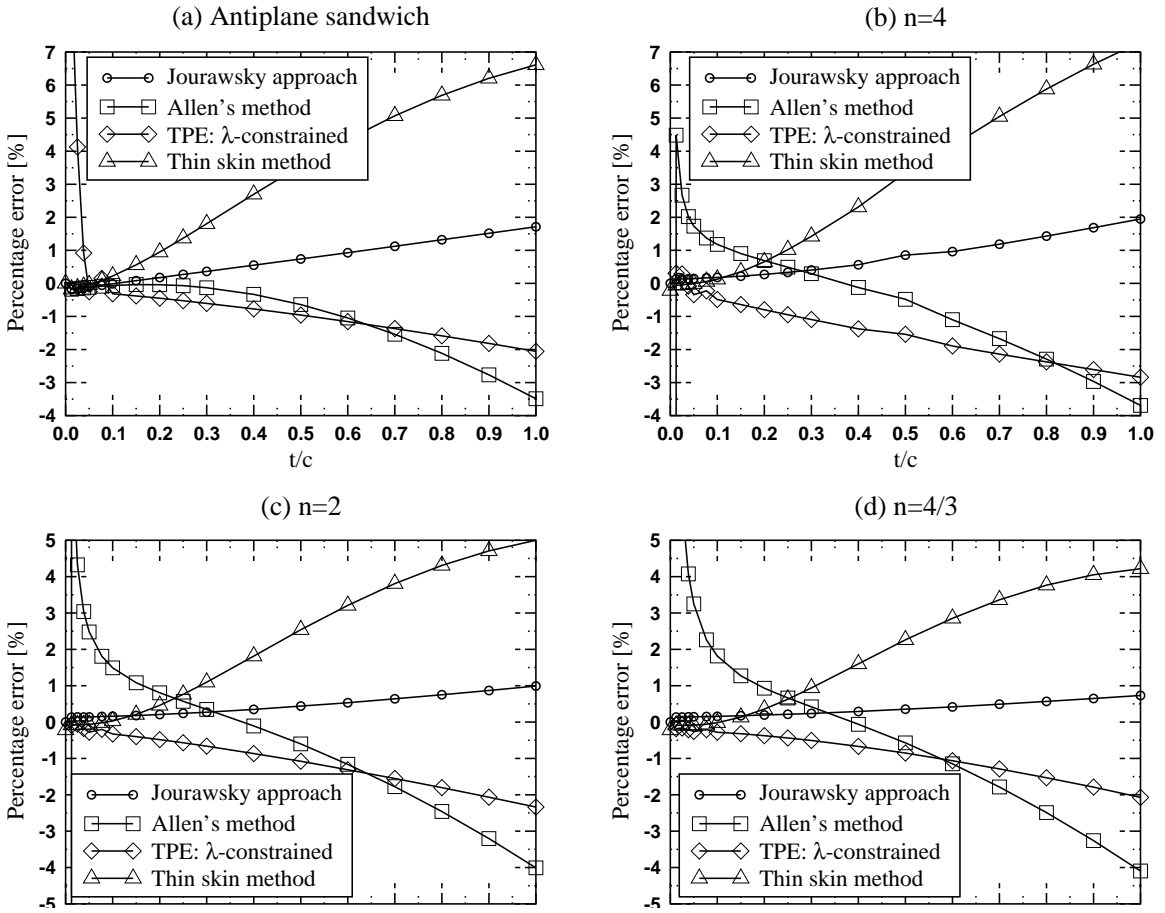 (a) Antiplane sandwich
Percentage error [%]
7
6
5
4
3
2
1
0
-1
-2
-3
-4
Jourawsky approach
Allen's method
TPE: λ-constrained
Thin skin method
0.0 0.1 0.2 0.3 0.4 0.5 0.6 0.7 0.8 0.9 1.0
t/c
(b) n=4
Percentage error [%]
7
6
5
4
3
2
1
0
-1
-2
-3
-4
Jourawsky approach
Allen's method
TPE: λ-constrained
Thin skin method
0.0 0.1 0.2 0.3 0.4 0.5 0.6 0.7 0.8 0.9 1.0
t/c
(c) n=2
Percentage error [%]
5
4
3
2
1
0
-1
-2
-3
-4
-5
Jourawsky approach
Allen's method
TPE: λ-constrained
Thin skin method
(d) n=4/3
Percentage error [%]
5
4
3
2
1
0
-1
-2
-3
-4
-5
Jourawsky approach
Allen's method
TPE: λ-constrained
Thin skin method